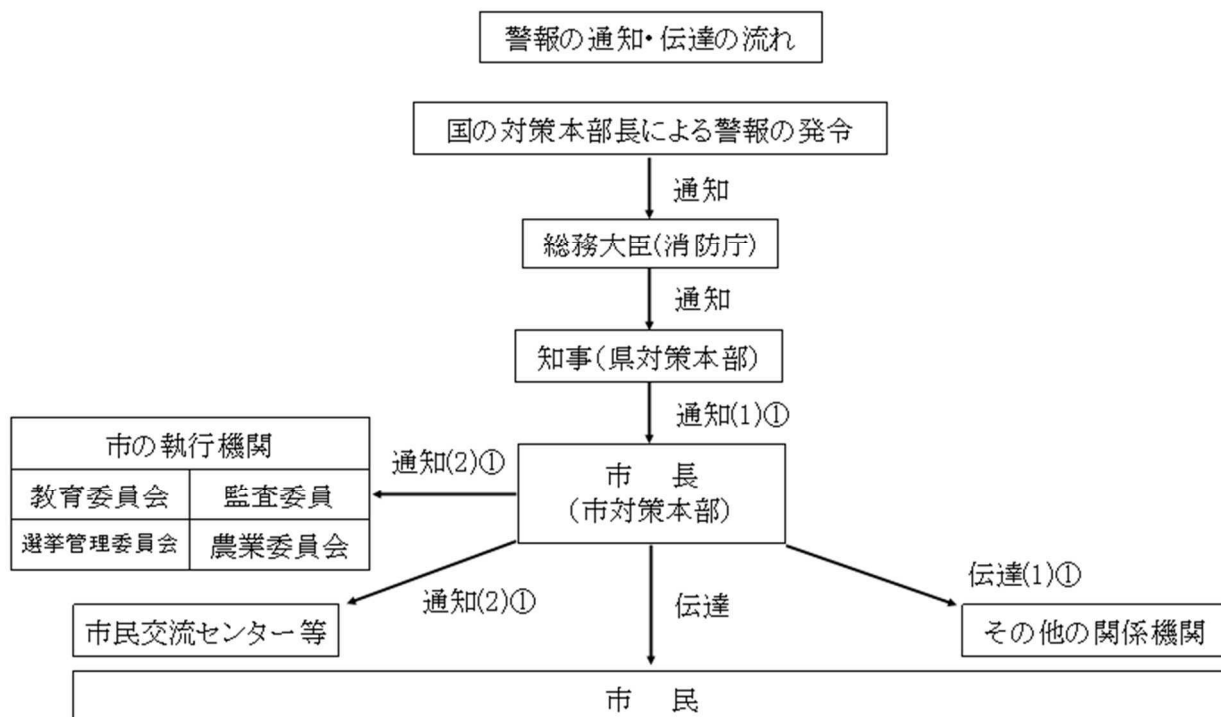 警報の通知・伝達の流れ
国の対策本部長による警報の発令
通知
総務大臣(消防庁)
通知
知事(県対策本部)
通知(1)①
市の執行機関
教育委員会
監査委員
選挙管理委員会
農業委員会
通知(2)①
市 長
(市対策本部)
通知(2)①
伝達
伝達(1)①
市民交流センター等
その他の関係機関
市 民